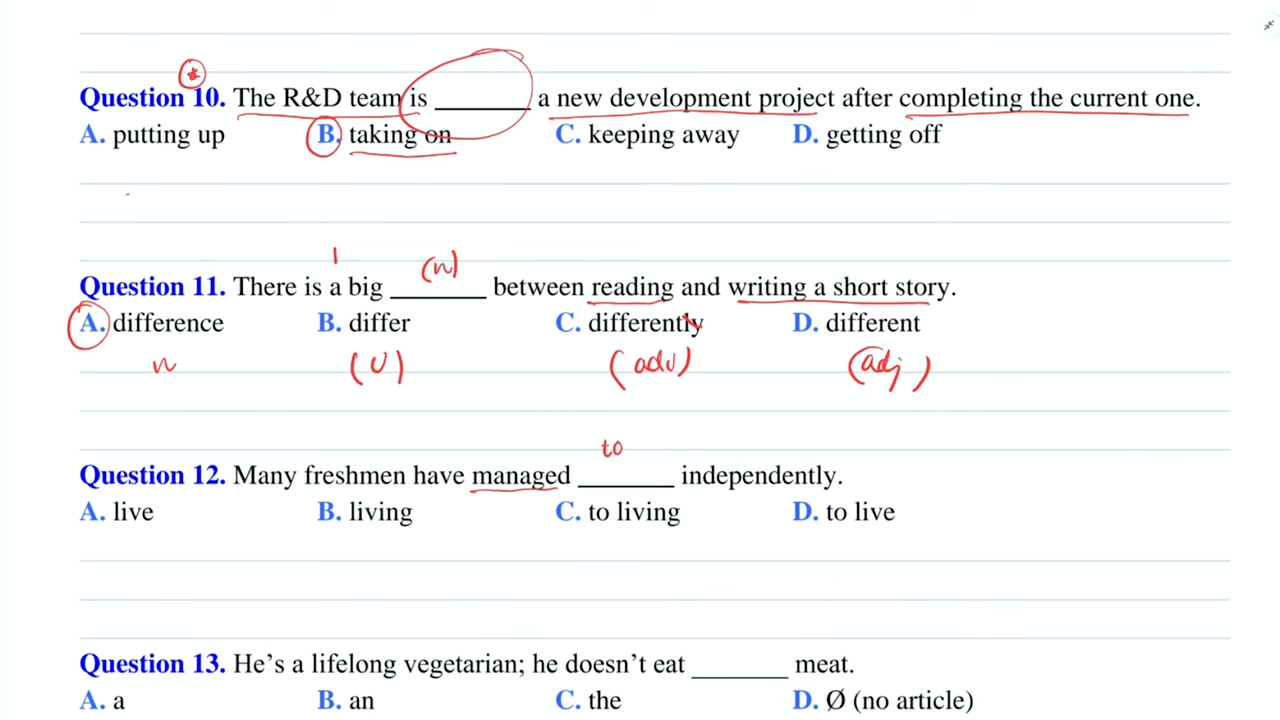 Question 10. The R&D team is ________ a new development project after completing the current one.
A. putting up B. taking on C. keeping away D. getting off
(n)
Question 11. There is a big ________ between reading and writing a short story.
A. difference B. differ C. differently D. different
n (v) (adv) (adj)
to
Question 12. Many freshmen have managed ________ independently.
A. live B. living C. to living D. to live
Question 13. He's a lifelong vegetarian; he doesn't eat ________ meat.
A. a B. an C. the D. Ø (no article)